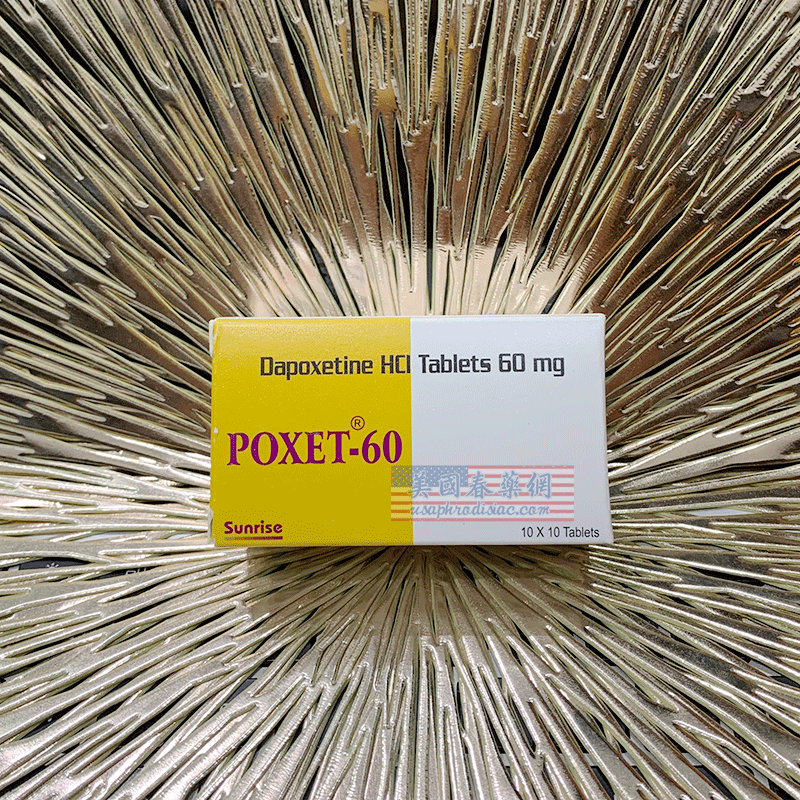 Dapoxetine HCl Tablets 60 mg
POXET®-60
美國春藥網
usaphrodisiac.com
Sunrise
10 X 10 Tablets